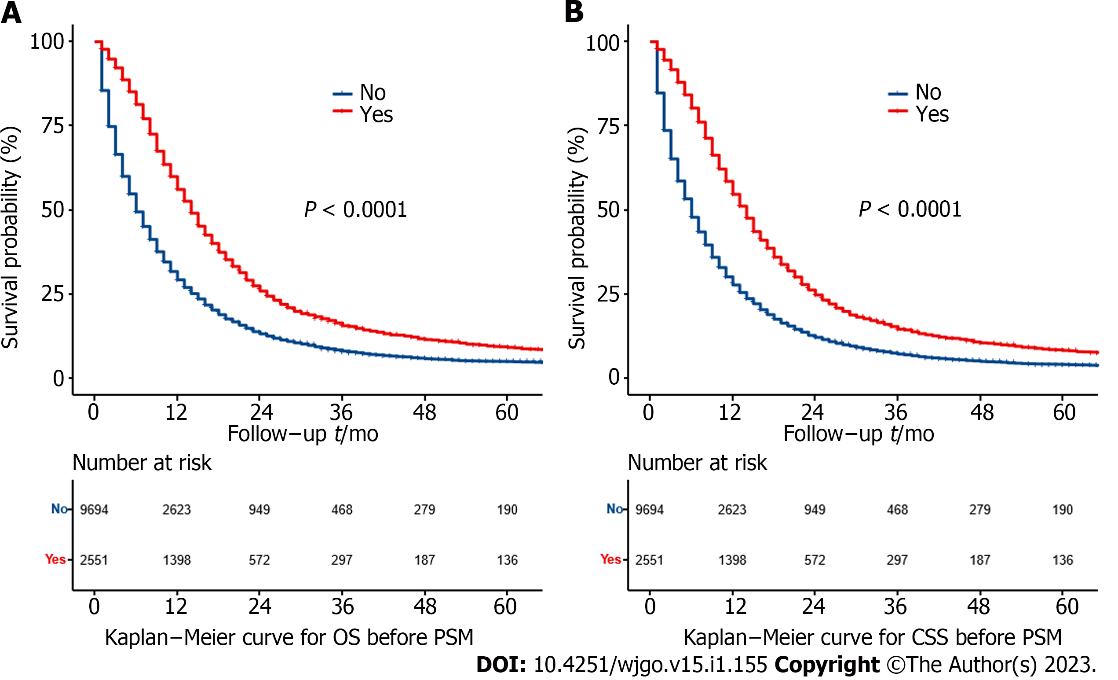 A
Survival probability (%)
100
75
50
25
0
No
Yes
P < 0.0001
0 12 24 36 48 60
Follow−up t/mo
Number at risk
No 9694 2623 949 468 279 190
Yes 2551 1398 572 297 187 136
0 12 24 36 48 60
Kaplan−Meier curve for OS before PSM
B
Survival probability (%)
100
75
50
25
0
No
Yes
P < 0.0001
0 12 24 36 48 60
Follow−up t/mo
Number at risk
No 9694 2623 949 468 279 190
Yes 2551 1398 572 297 187 136
0 12 24 36 48 60
Kaplan−Meier curve for CSS before PSM
DOI: 10.4251/wjgo.v15.i1.155 Copyright ©The Author(s) 2023.